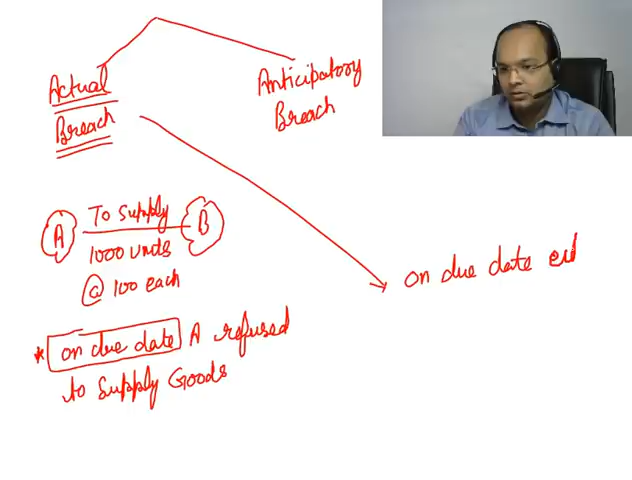 Actual
Breach
Anticipatory
Breach
A To Supply B
1000 units
@ 100 each
on due date
* on due date A refused
to Supply Goods